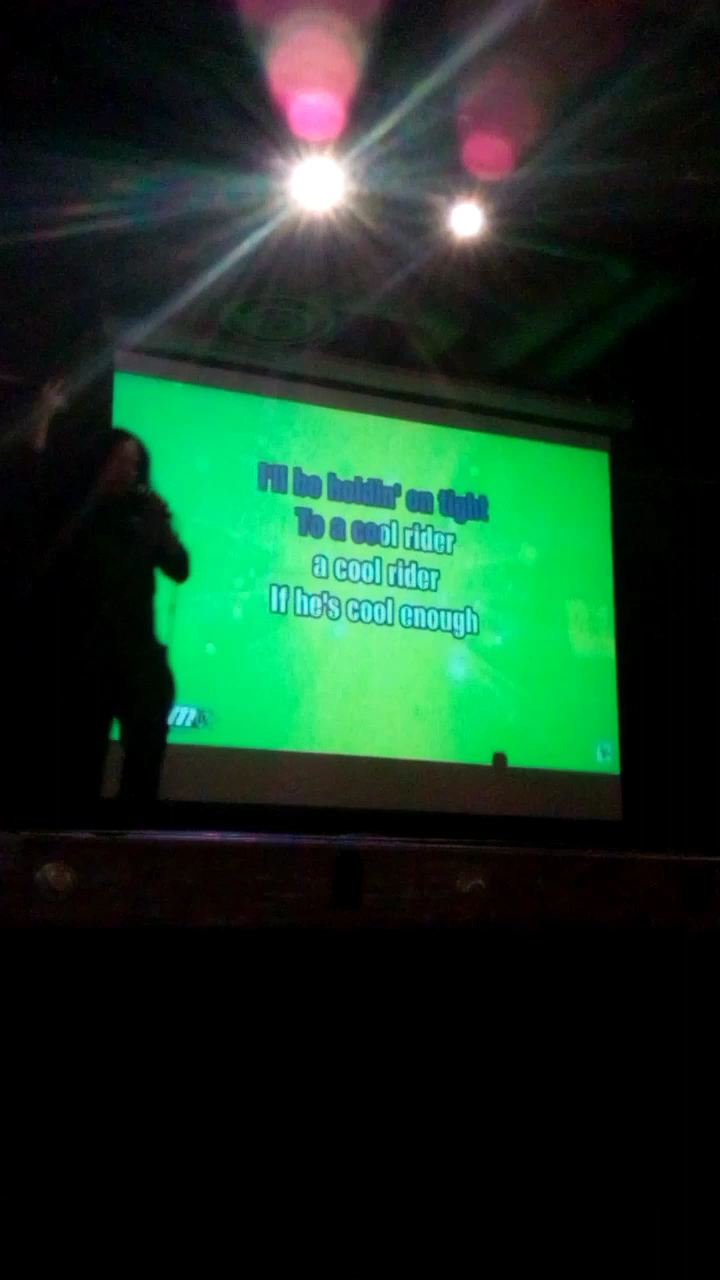 I'll be holdin' on tight
To a cool rider
a cool rider
If he's cool enough